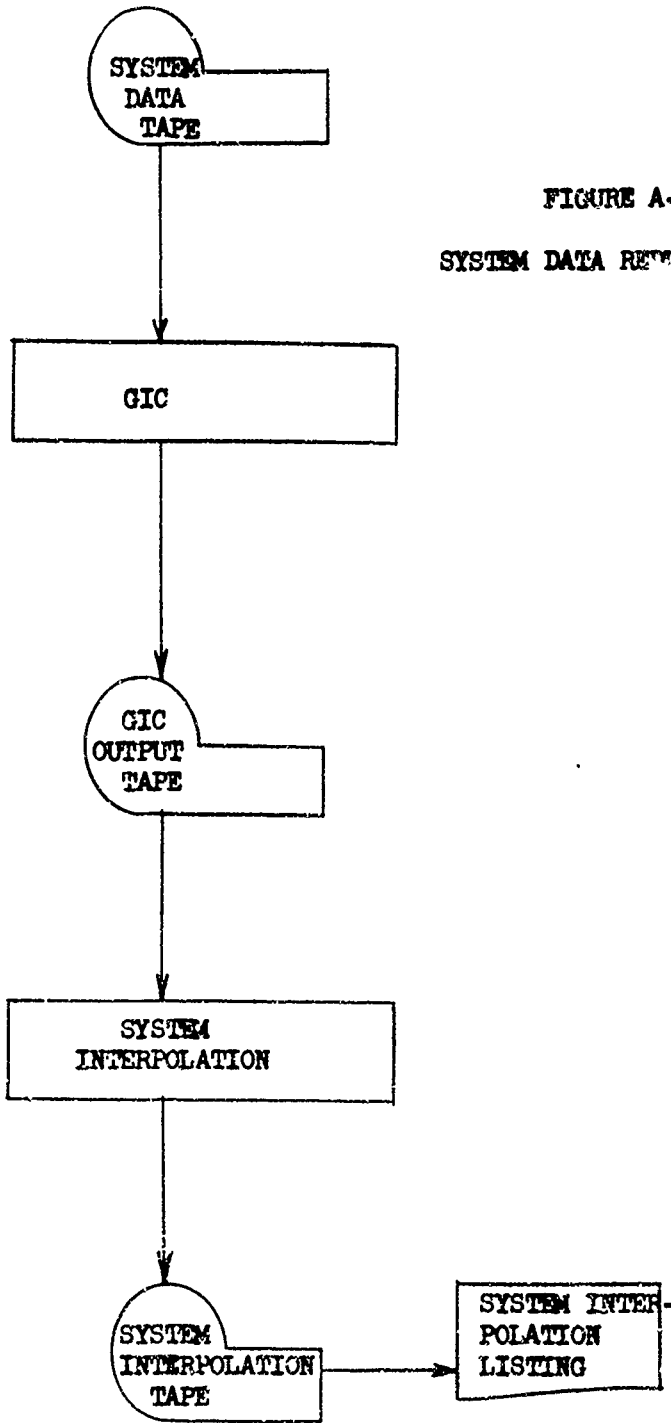 SYSTEM
DATA
TAPE
FIGURE A-
SYSTEM DATA
GIC
GIC
OUTPUT
TAPE
SYSTEM
INTERPOLATION
SYSTEM
INTERPOLATION
TAPE
SYSTEM INTER-
POLATION
LISTING